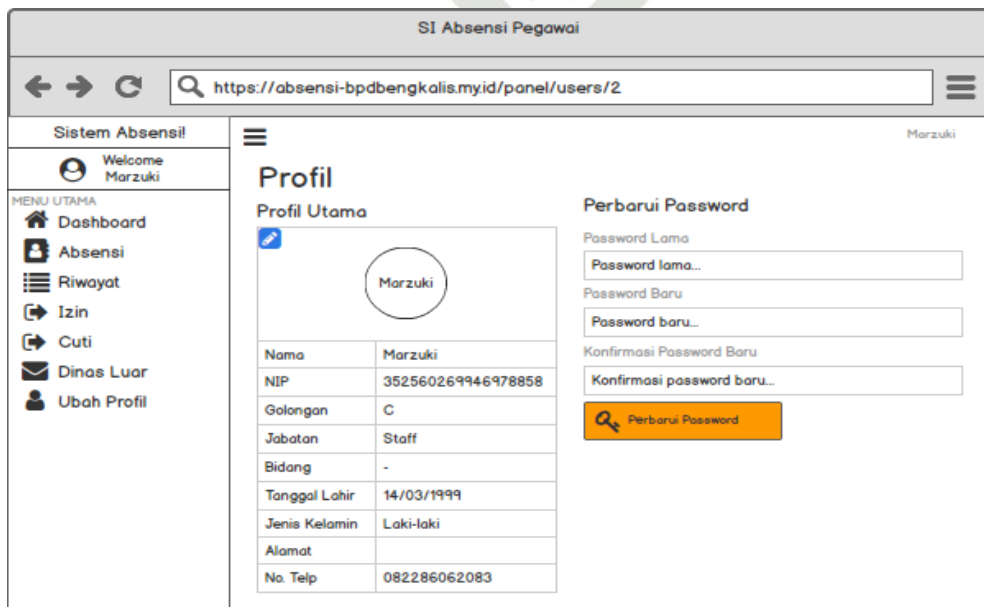 SI Absensi Pegawai
https://absensi-bpdbengkalis.my.id/panel/users/2
Sistem Absensi!
Welcome
Marzuki
MENU UTAMA
Dashboard
Absensi
Riwayat
Izin
Cuti
Dinas Luar
Ubah Profil
Marzuki
Profil
Profil Utama
Marzuki
Nama Marzuki
NIP 352560269946978858
Golongan C
Jabatan Staff
Bidang -
Tanggal Lahir 14/03/1999
Jenis Kelamin Laki-laki
Alamat
No. Telp 082286062083
Perbarui Password
Password Lama
Password lama...
Password Baru
Password baru...
Konfirmasi Password Baru
Konfirmasi password baru...
Perbarui Password